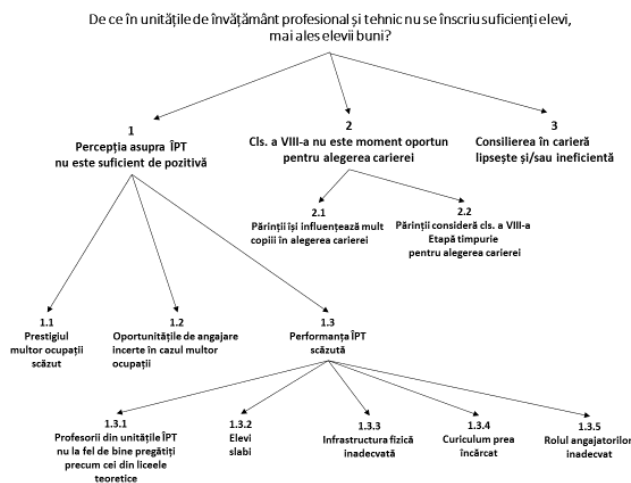 De ce în unitățile de învățământ profesional și tehnic nu se înscriu suficienți elevi,
mai ales elevii buni?
1
Percepția asupra ÎPT
nu este suficient de pozitivă
2
Cls. a VIII-a nu este moment oportun
pentru alegerea carierei
3
Consilierea în carieră
lipsește și/sau ineficientă
2.1
Părinții își influențează mult
copiii în alegerea carierei
2.2
Părinții consideră cls. a VIII-a
Etapă timpurie
pentru alegerea carierei
1.1
Prestigiul
multor ocupații
scăzut
1.2
Oportunitățile de angajare
incerte în cazul multor
ocupații
1.3
Performanța ÎPT
scăzută
1.3.1
Profesorii din unitățile ÎPT
nu la fel de bine pregătiți
precum cei din liceele
teoretice
1.3.2
Elevi
slabi
1.3.3
Infrastructura fizică
inadecvată
1.3.4
Curiculum prea
încărcat
1.3.5
Rolul angajatorilor
inadecvat